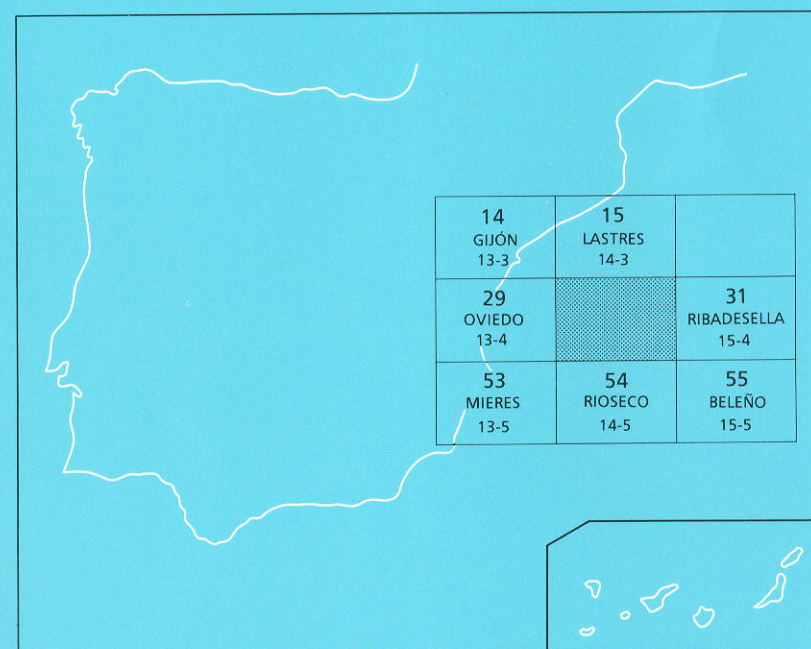 14
GIJÓN
13-3
15
LASTRES
14-3
29
OVIEDO
13-4
31
RIBADESELLA
15-4
53
MIERES
13-5
54
RIOSECO
14-5
55
BELEÑO
15-5